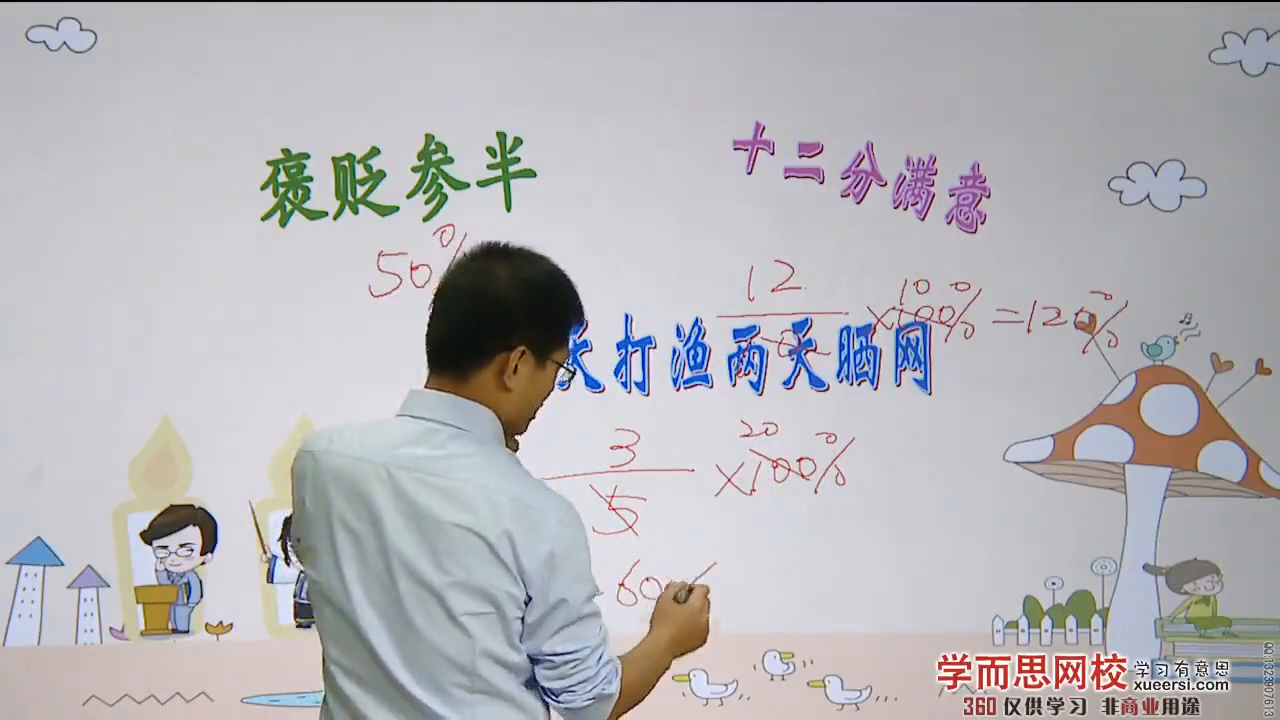 褒贬参半
十二分满意
50%
12
10
×100% = 120%
天打渔两天晒网
3
20
×100%
5
60%
学而思网校 学习有意思
xueersi.com
360 仅供学习 非商业用途